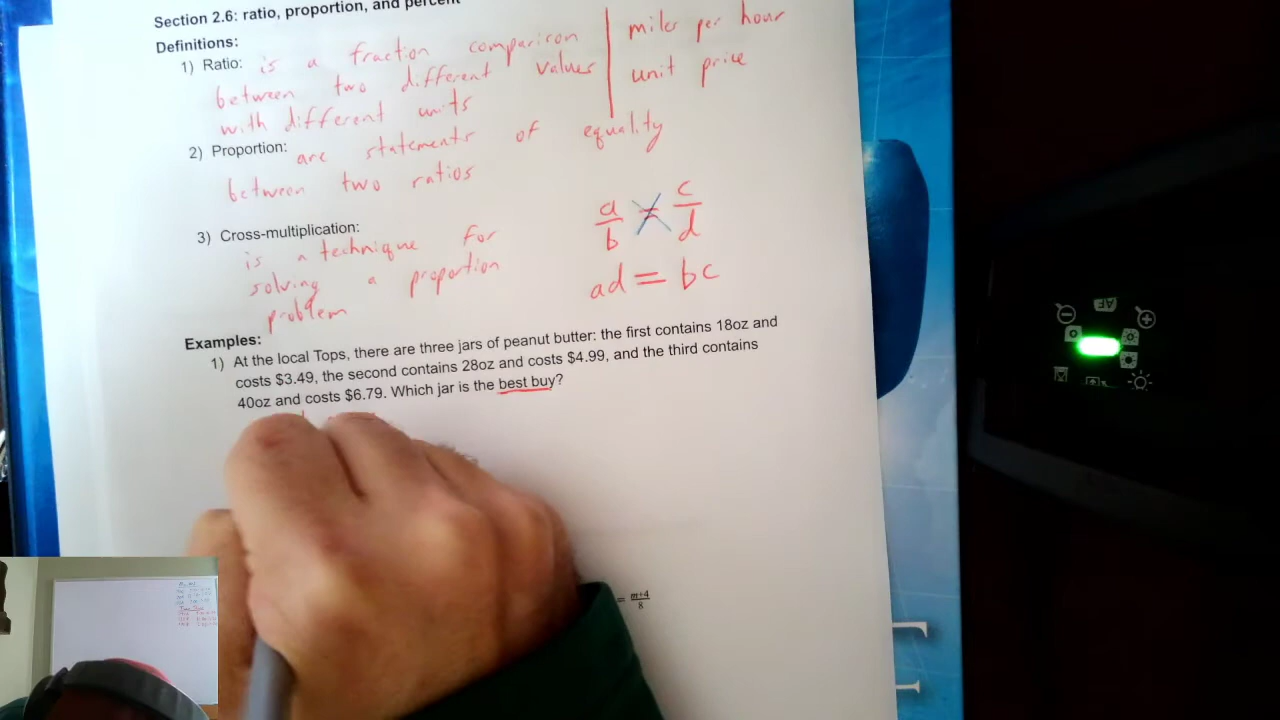 Section 2.6: ratio, proportion, and percent
Definitions:
1) Ratio: is a fraction comparison
between two different values
with different units
miles per hour
unit price
2) Proportion: are statements of equality
between two ratios
3) Cross-multiplication:
is a technique for
solving a proportion
problem
a/b = c/d
ad = bc
Examples:
1) At the local Tops, there are three jars of peanut butter: the first contains 18oz and
costs $3.49, the second contains 28oz and costs $4.99, and the third contains
40oz and costs $6.79. Which jar is the best buy?
= m+4/8
AF